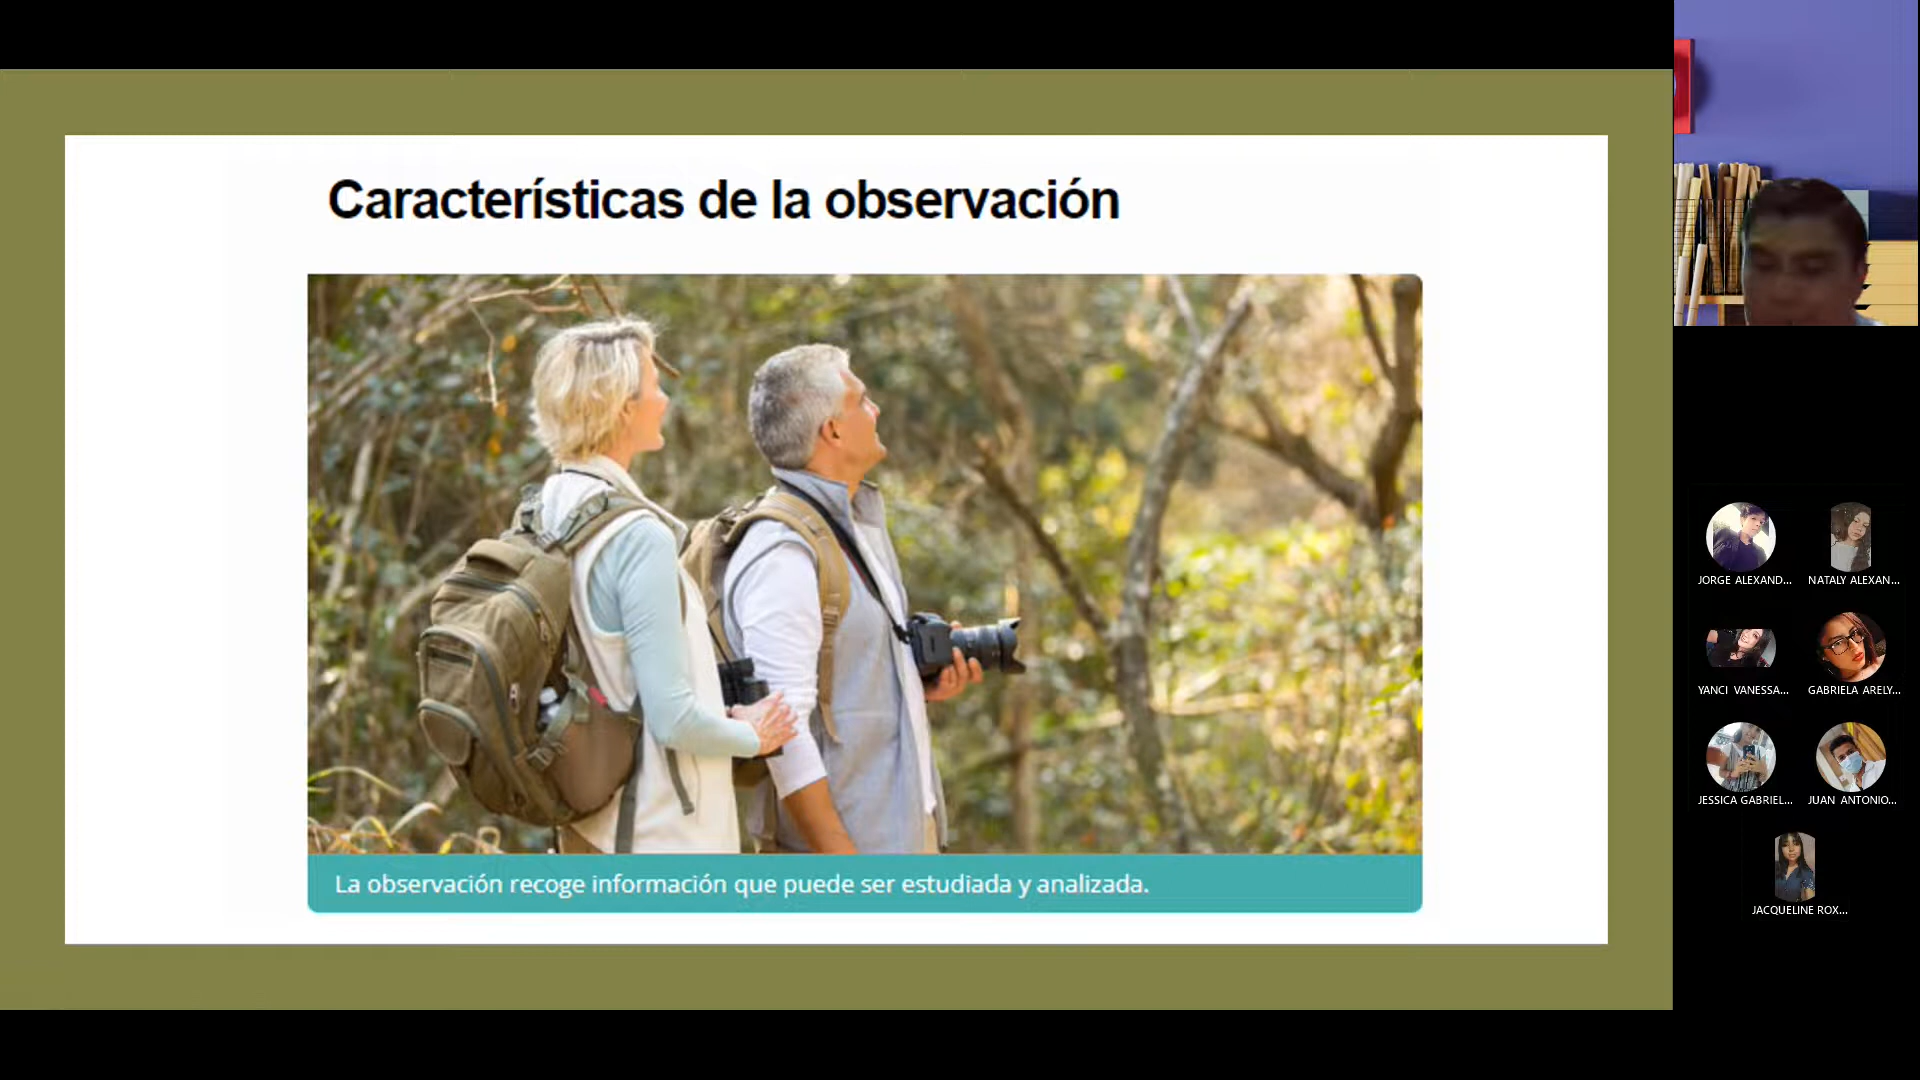 Características de la observación
La observación recoge información que puede ser estudiada y analizada.
JORGE ALEXAND...
NATALY ALEXAN...
YANCI VANESSA...
GABRIELA ARELY...
JESSICA GABRIEL...
JUAN ANTONIO...
JACQUELINE ROX...